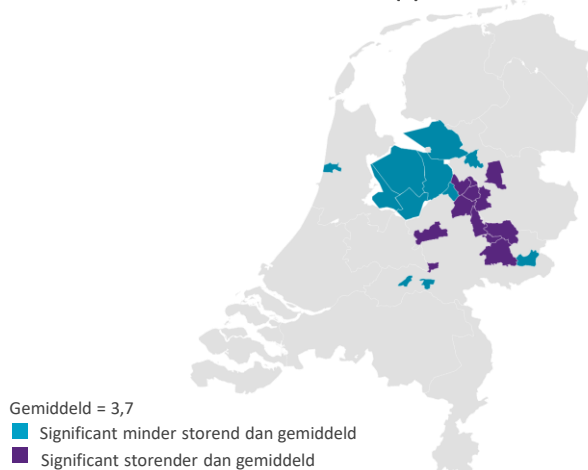 Gemiddeld = 3,7
Significant minder storend dan gemiddeld
Significant storender dan gemiddeld